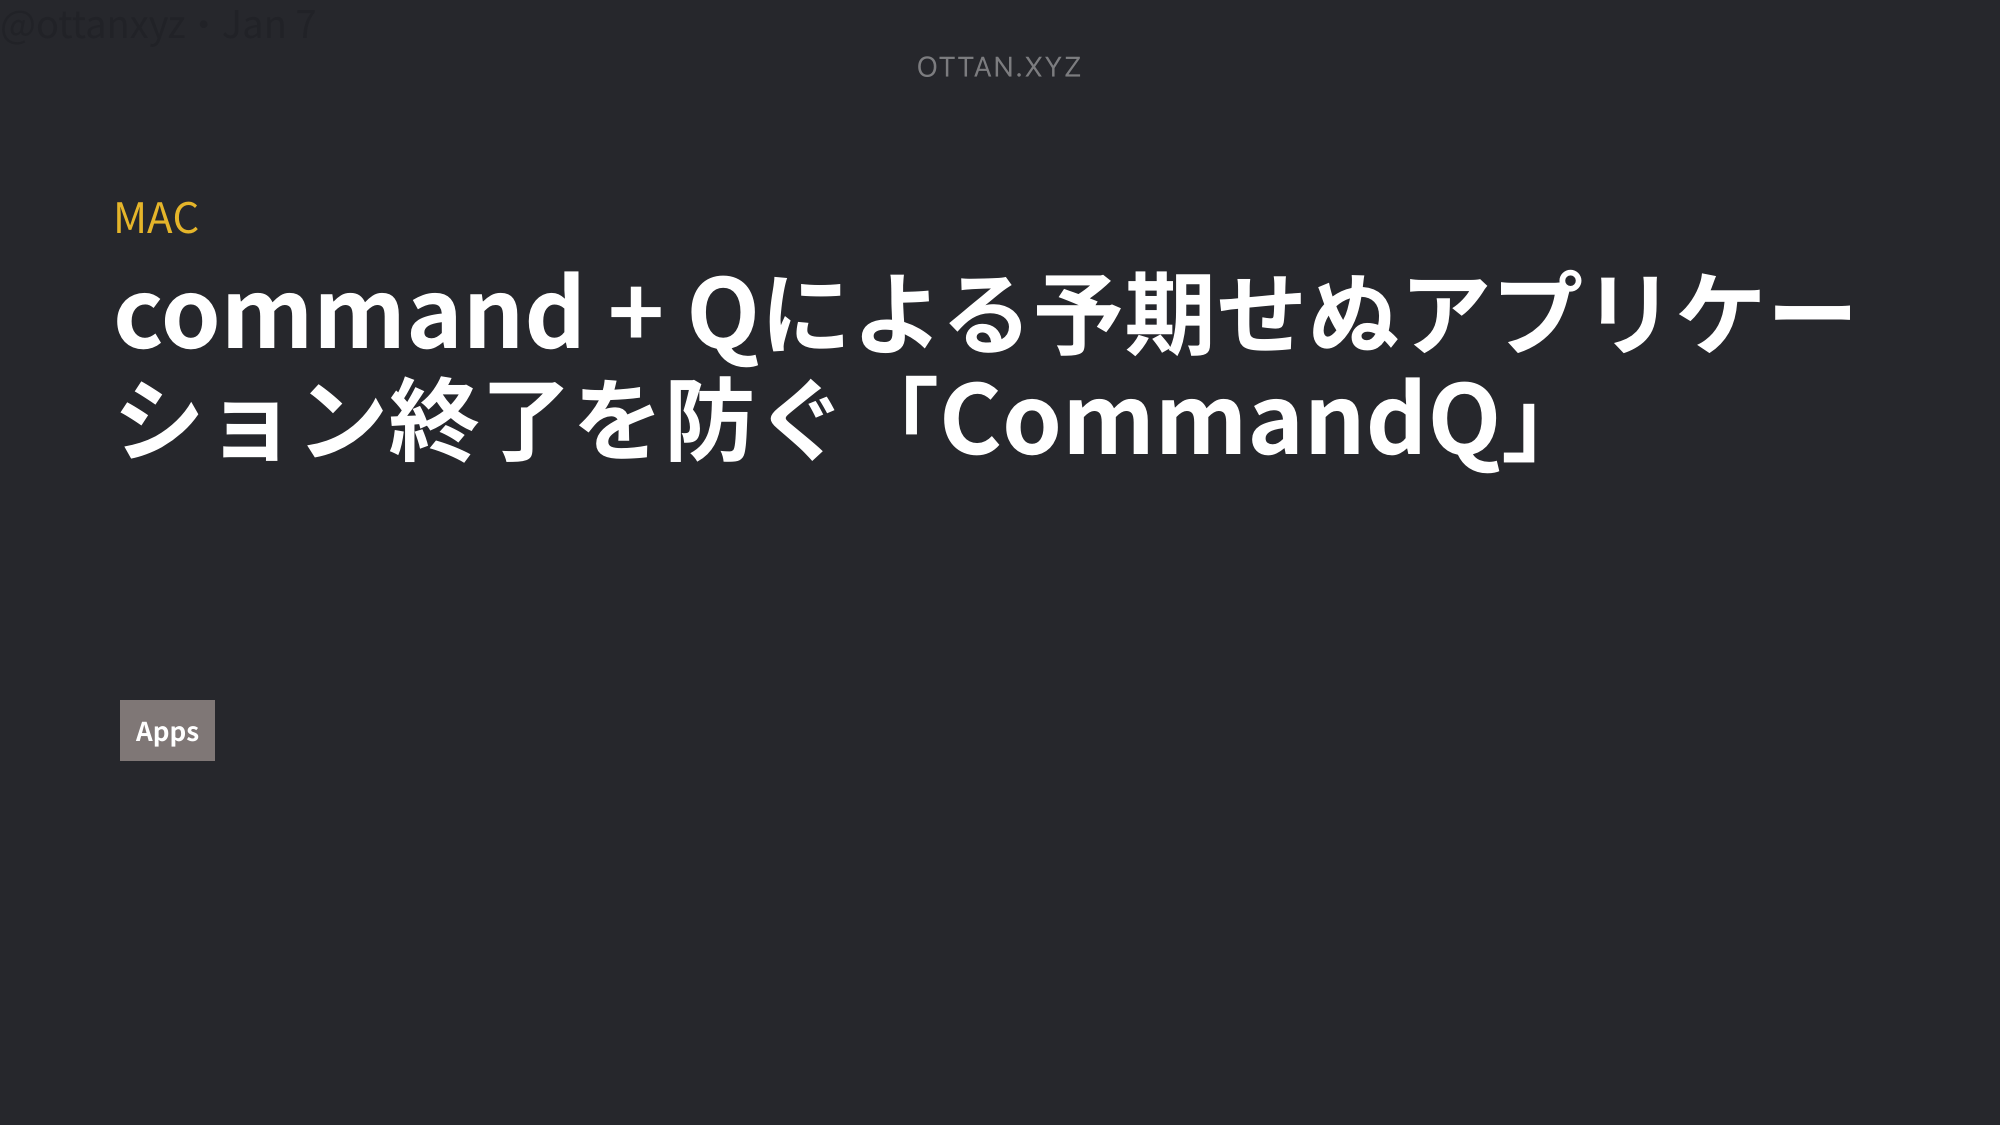 @ottanxyz・Jan 7
OTTAN.XYZ
MAC
command + Qによる予期せぬアプリケー
ション終了を防ぐ「CommandQ」
Apps